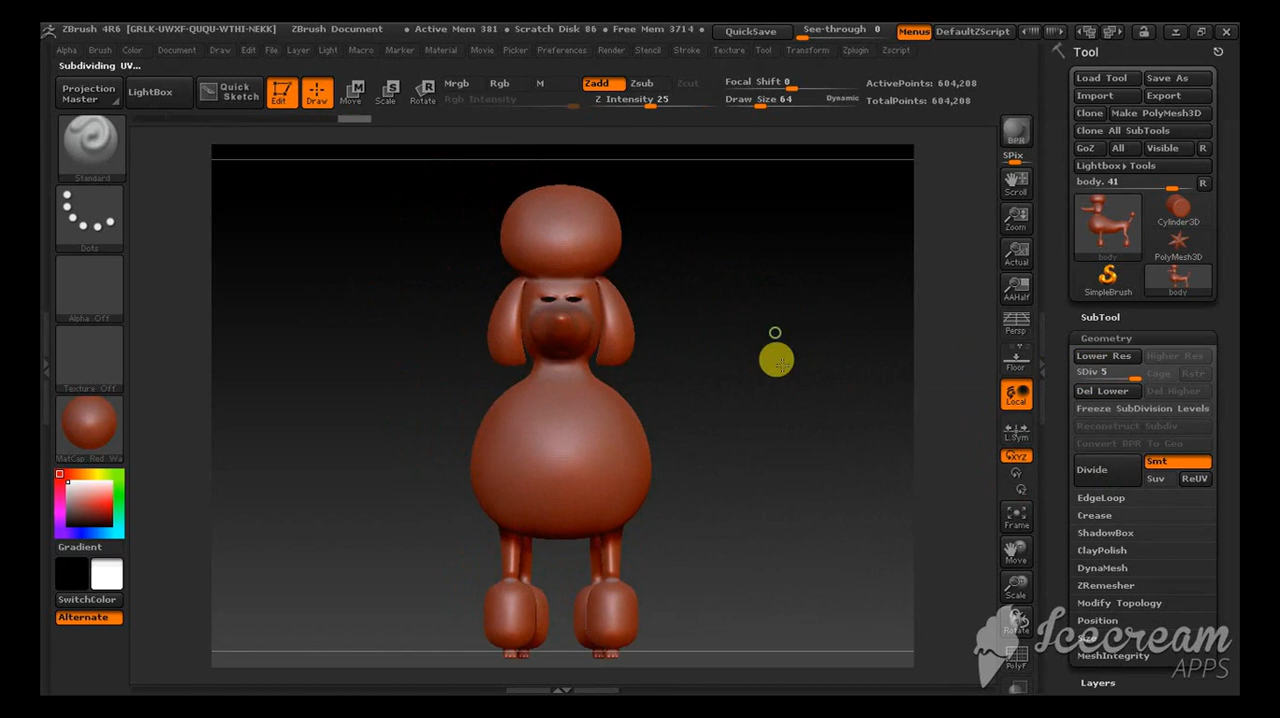 ZBrush 4R6 [GRLK-UWXF-QUQU-WTHI-NEKK] ZBrush Document • Active Mem 381 • Scratch Disk 86 • Free Mem 3714 • QuickSave See-through 0 Menus DefaultZScript
Alpha Brush Color Document Draw Edit File Layer Light Macro Marker Material Movie Picker Preferences Render Stencil Stroke Texture Tool Transform Zplugin Zscript
Subdividing UV...
Projection Master
LightBox
Quick Sketch
Edit
Draw
Move
Scale
Rotate
Mrgb Rgb M
Rgb Intensity
Zadd Zsub Zcut
Z Intensity 25
Focal Shift 0
Draw Size 64
Dynamic
ActivePoints: 604,208
TotalPoints: 604,208
Standard
Dots
Alpha Off
Texture Off
MatCap Red Wa
Gradient
SwitchColor
Alternate
BPR
SPix
Scroll
Zoom
Actual
AAHalf
Persp
Floor
Local
L.Sym
XYZ
Frame
Move
Scale
Rotate
PolyF
Tool
Load Tool Save As
Import Export
Clone Make PolyMesh3D
Clone All SubTools
GoZ All Visible R
Lightbox▸Tools
body. 41 R
body
Cylinder3D
PolyMesh3D
SimpleBrush
body
SubTool
Geometry
Lower Res Higher Res
SDiv 5 Cage Rstr
Del Lower Del Higher
Freeze SubDivision Levels
Reconstruct Subdiv
Convert BPR To Geo
Divide
Smt
Suv ReUV
EdgeLoop
Crease
ShadowBox
ClayPolish
DynaMesh
ZRemesher
Modify Topology
Position
Size
MeshIntegrity
Layers
Icecream
APPS